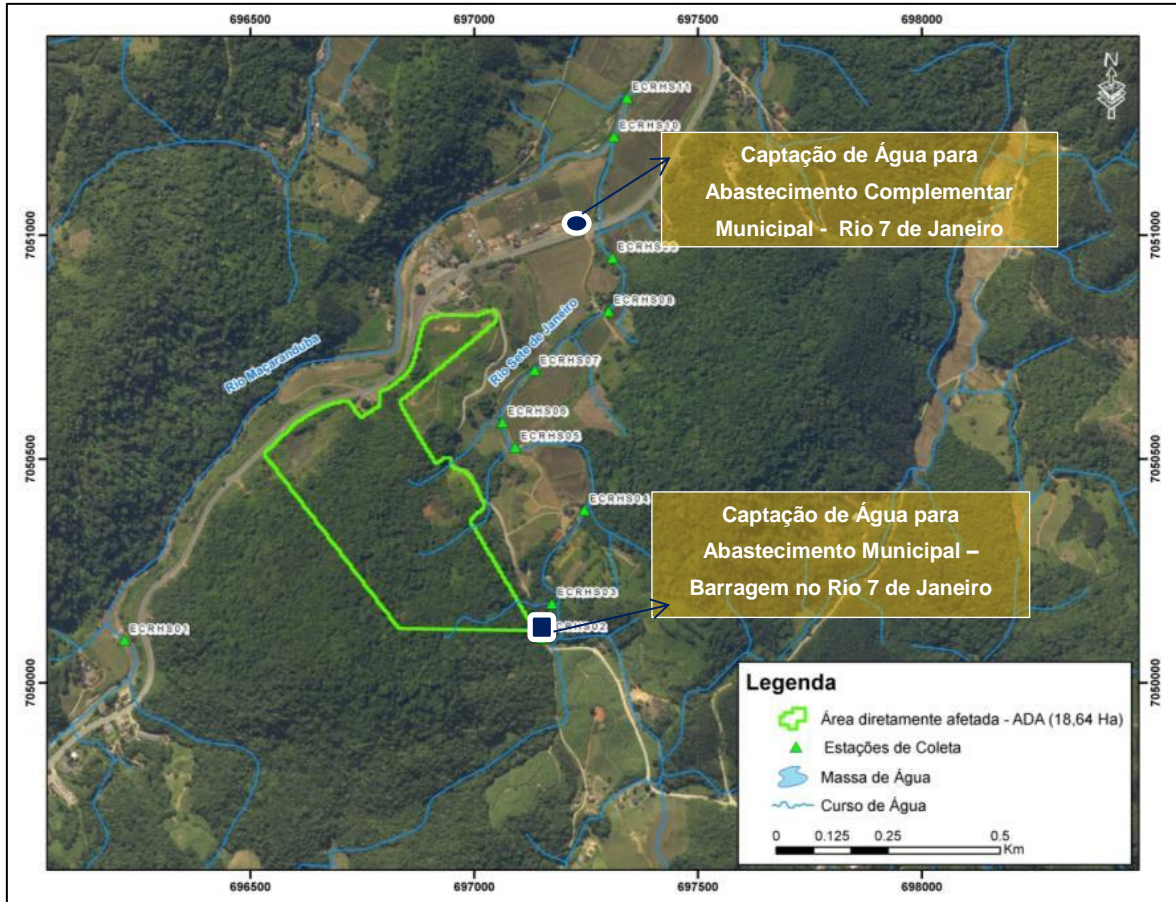 696500
697000
697500
698000
N
ECRHS11
ECRHS10
Captação de Água para
Abastecimento Complementar
Municipal - Rio 7 de Janeiro
7051000
7051000
ECRHS08
Rio Sete de Janeiro
Rio Maçaranduba
ECRHS07
ECRHS06
ECRHS05
7050500
7050500
ECRHS04
Captação de Água para
Abastecimento Municipal –
Barragem no Rio 7 de Janeiro
ECRHS03
ECRHS01
7050000
7050000
Legenda
Área diretamente afetada - ADA (18,64 Ha)
Estações de Coleta
Massa de Água
Curso de Água
0 0.125 0.25 0.5
Km
696500
697000
697500
698000